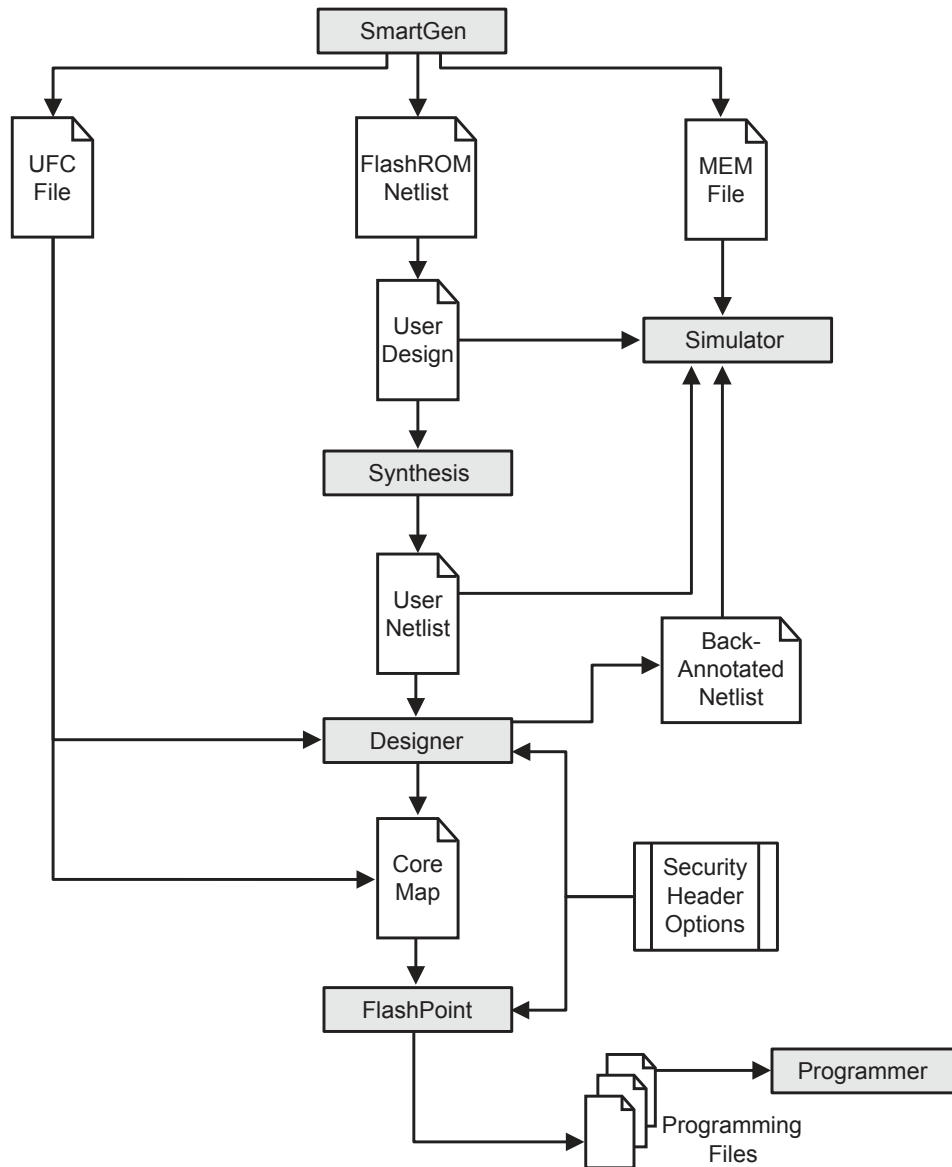 SmartGen
UFC
File
FlashROM
Netlist
MEM
File
User
Design
Simulator
Synthesis
User
Netlist
Back-
Annotated
Netlist
Designer
Core
Map
Security
Header
Options
FlashPoint
Programmer
Programming
Files